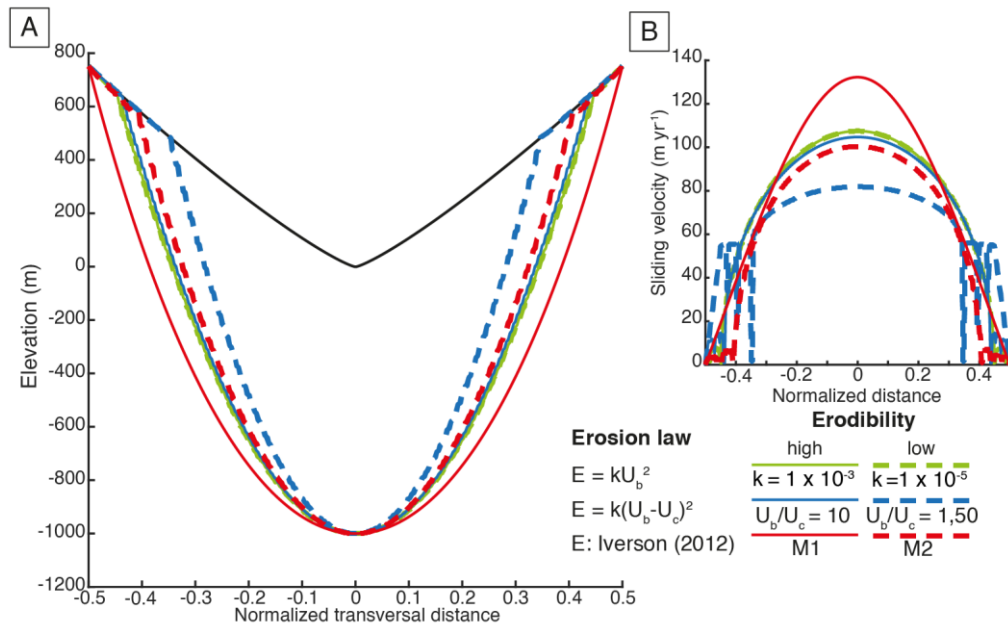 A
800
600
400
200
0
-200
-400
-600
-800
-1000
-1200
Elevation (m)
-0.5 -0.4 -0.3 -0.2 -0.1 0 0.1 0.2 0.3 0.4 0.5
Normalized transversal distance
B
140
120
100
80
60
40
20
0
Sliding velocity (m yr⁻¹)
-0.4 -0.2 0 0.2 0.4
Normalized distance
Erosion law Erodibility
high low
E = kU_b² k = 1 x 10⁻³ k=1 x 10⁻⁵
E = k(U_b-U_c)² U_b/U_c = 10 U_b/U_c = 1,50
E: Iverson (2012) M1 M2